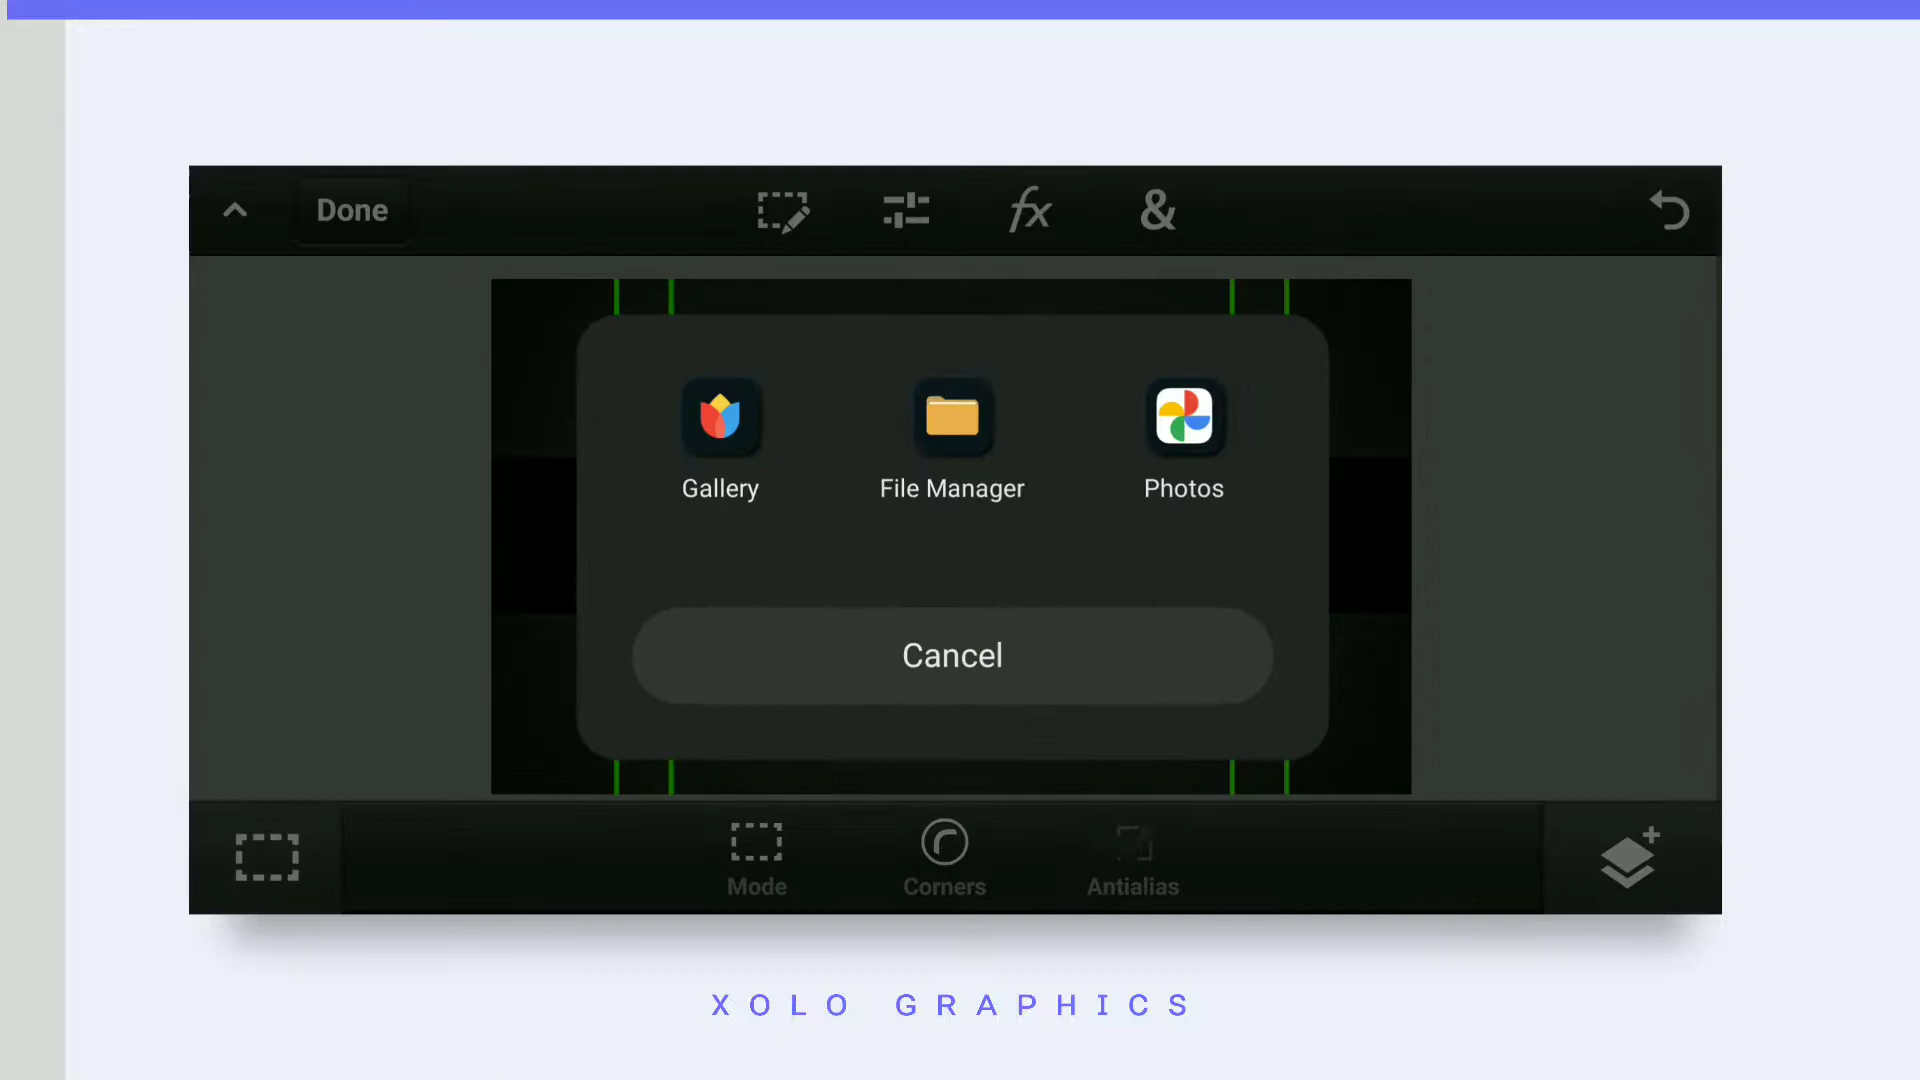 Done
fx
&
Gallery
File Manager
Photos
Cancel
Mode
Corners
Antialias
XOLO GRAPHICS